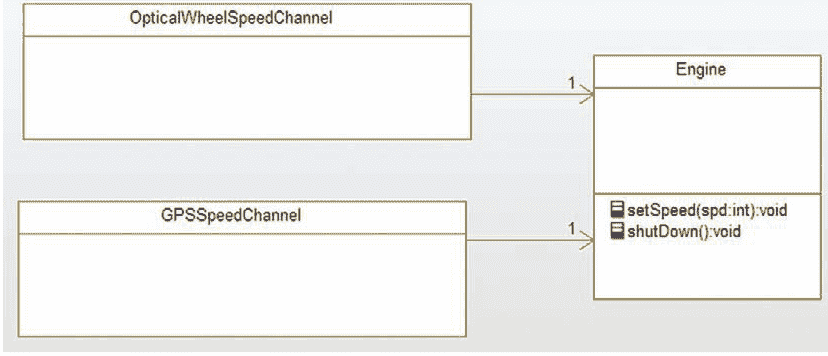 OpticalWheelSpeedChannel
1
Engine
GPSSpeedChannel
1
setSpeed(spd:int):void
shutDown():void